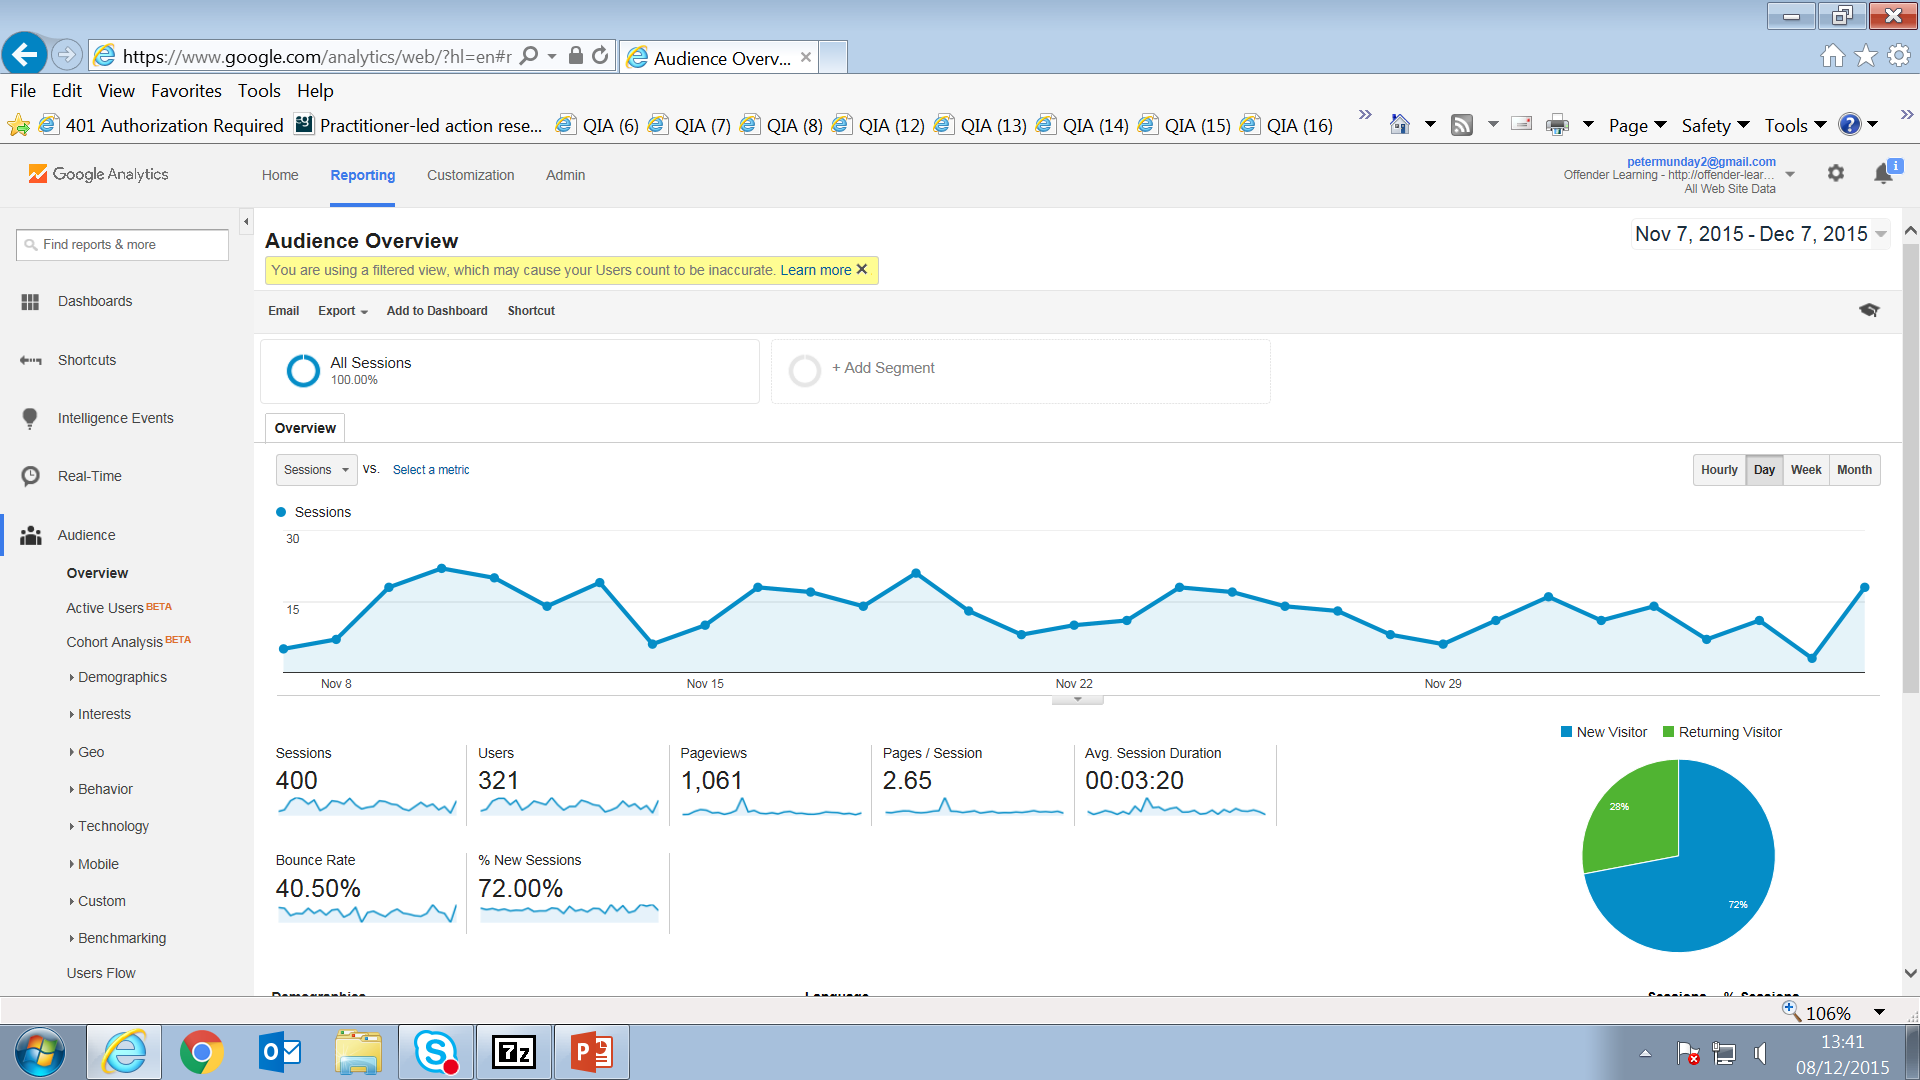 https://www.google.com/analytics/web/?hl=en#r
Audience Overv...
File Edit View Favorites Tools Help
401 Authorization Required Practitioner-led action rese... QIA (6) QIA (7) QIA (8) QIA (12) QIA (13) QIA (14) QIA (15) QIA (16) Page Safety Tools
Google Analytics Home Reporting Customization Admin
petermunday2@gmail.com
Offender Learning - http://offender-lear...
All Web Site Data
Find reports & more
Dashboards
Shortcuts
Intelligence Events
Real-Time
Audience
Overview
Active Users BETA
Cohort Analysis BETA
Demographics
Interests
Geo
Behavior
Technology
Mobile
Custom
Benchmarking
Users Flow
Audience Overview
Nov 7, 2015 - Dec 7, 2015
You are using a filtered view, which may cause your Users count to be inaccurate. Learn more
Email Export Add to Dashboard Shortcut
All Sessions
100.00%
+ Add Segment
Overview
Sessions vs. Select a metric
Hourly Day Week Month
Sessions
30
15
Nov 8 Nov 15 Nov 22 Nov 29
New Visitor Returning Visitor
28%
72%
Sessions
400
Users
321
Pageviews
1,061
Pages / Session
2.65
Avg. Session Duration
00:03:20
Bounce Rate
40.50%
% New Sessions
72.00%
Demographics Language Sessions % Sessions
106%
13:41
08/12/2015